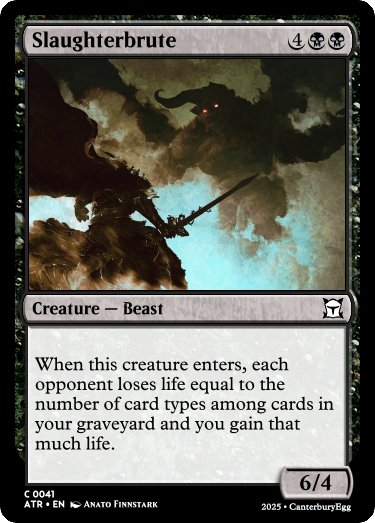 Slaughterbrute 4
Creature — Beast
When this creature enters, each
opponent loses life equal to the
number of card types among cards in
your graveyard and you gain that
much life.
6/4
C 0041
ATR • EN Anato Finnstark
2025 • CanterburyEgg